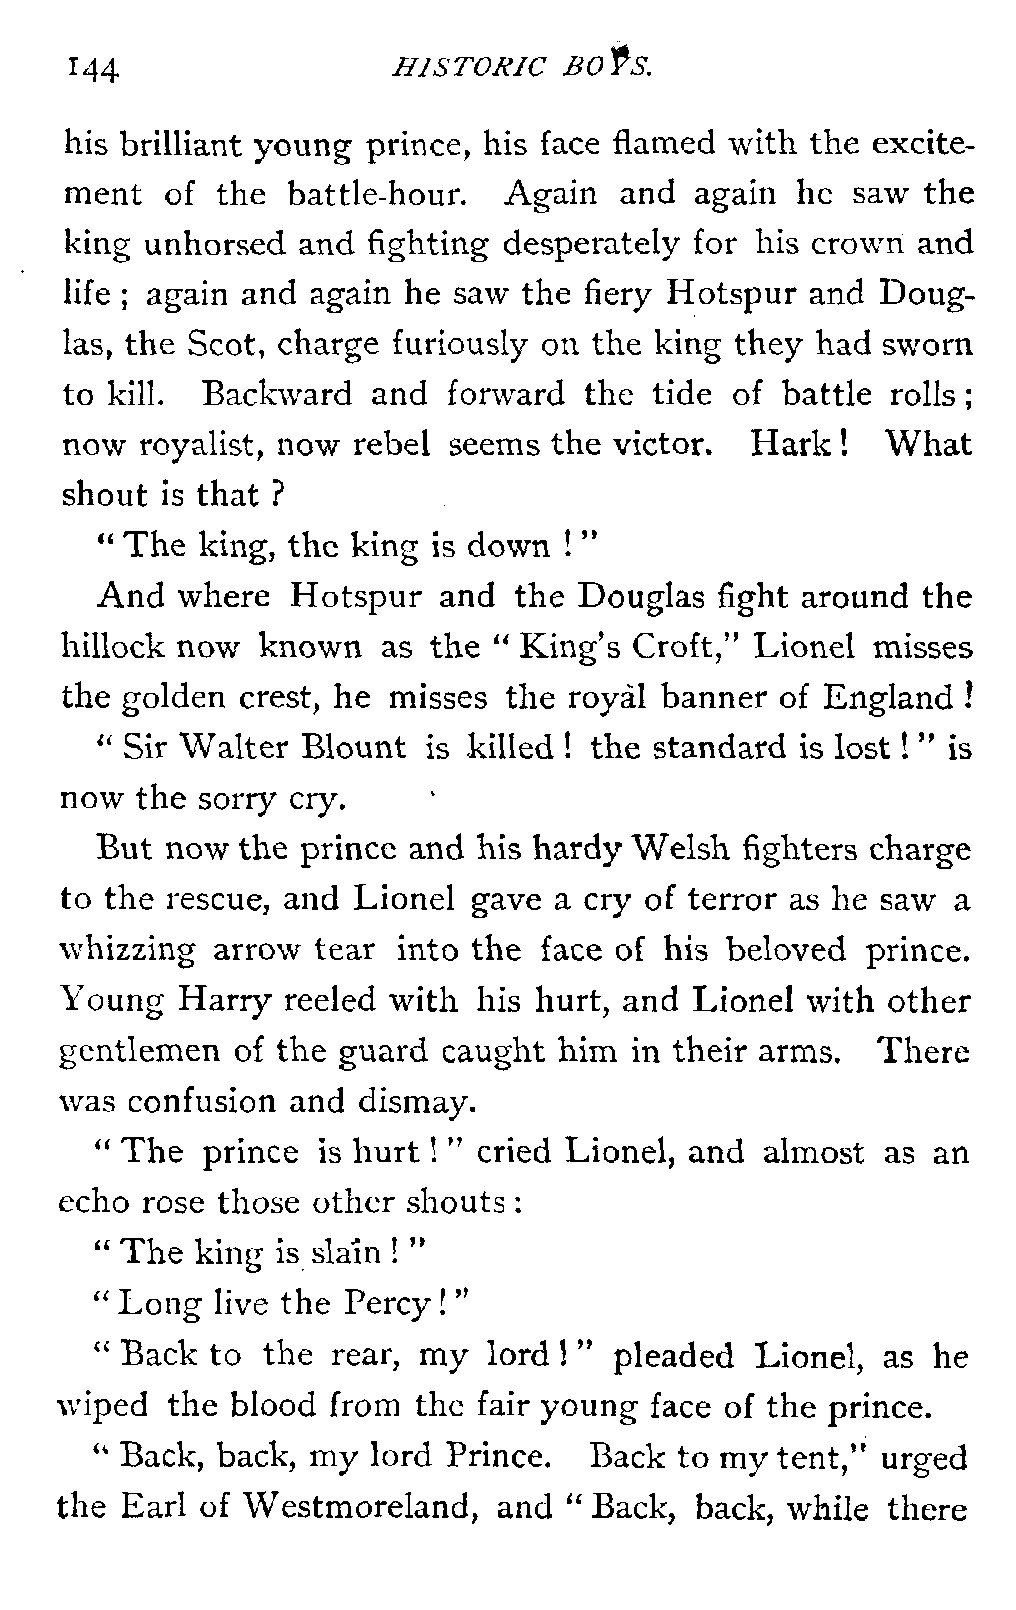 144 HISTORIC BOYS.
his brilliant young prince, his face flamed with the excite-
ment of the battle-hour. Again and again he saw the
king unhorsed and fighting desperately for his crown and
life ; again and again he saw the fiery Hotspur and Doug-
las, the Scot, charge furiously on the king they had sworn
to kill. Backward and forward the tide of battle rolls ;
now royalist, now rebel seems the victor. Hark ! What
shout is that ?
" The king, the king is down ! "
And where Hotspur and the Douglas fight around the
hillock now known as the " King's Croft," Lionel misses
the golden crest, he misses the royal banner of England !
" Sir Walter Blount is killed ! the standard is lost ! " is
now the sorry cry.
But now the prince and his hardy Welsh fighters charge
to the rescue, and Lionel gave a cry of terror as he saw a
whizzing arrow tear into the face of his beloved prince.
Young Harry reeled with his hurt, and Lionel with other
gentlemen of the guard caught him in their arms. There
was confusion and dismay.
" The prince is hurt ! " cried Lionel, and almost as an
echo rose those other shouts :
" The king is slain ! "
" Long live the Percy ! "
" Back to the rear, my lord ! " pleaded Lionel, as he
wiped the blood from the fair young face of the prince.
" Back, back, my lord Prince. Back to my tent," urged
the Earl of Westmoreland, and " Back, back, while there